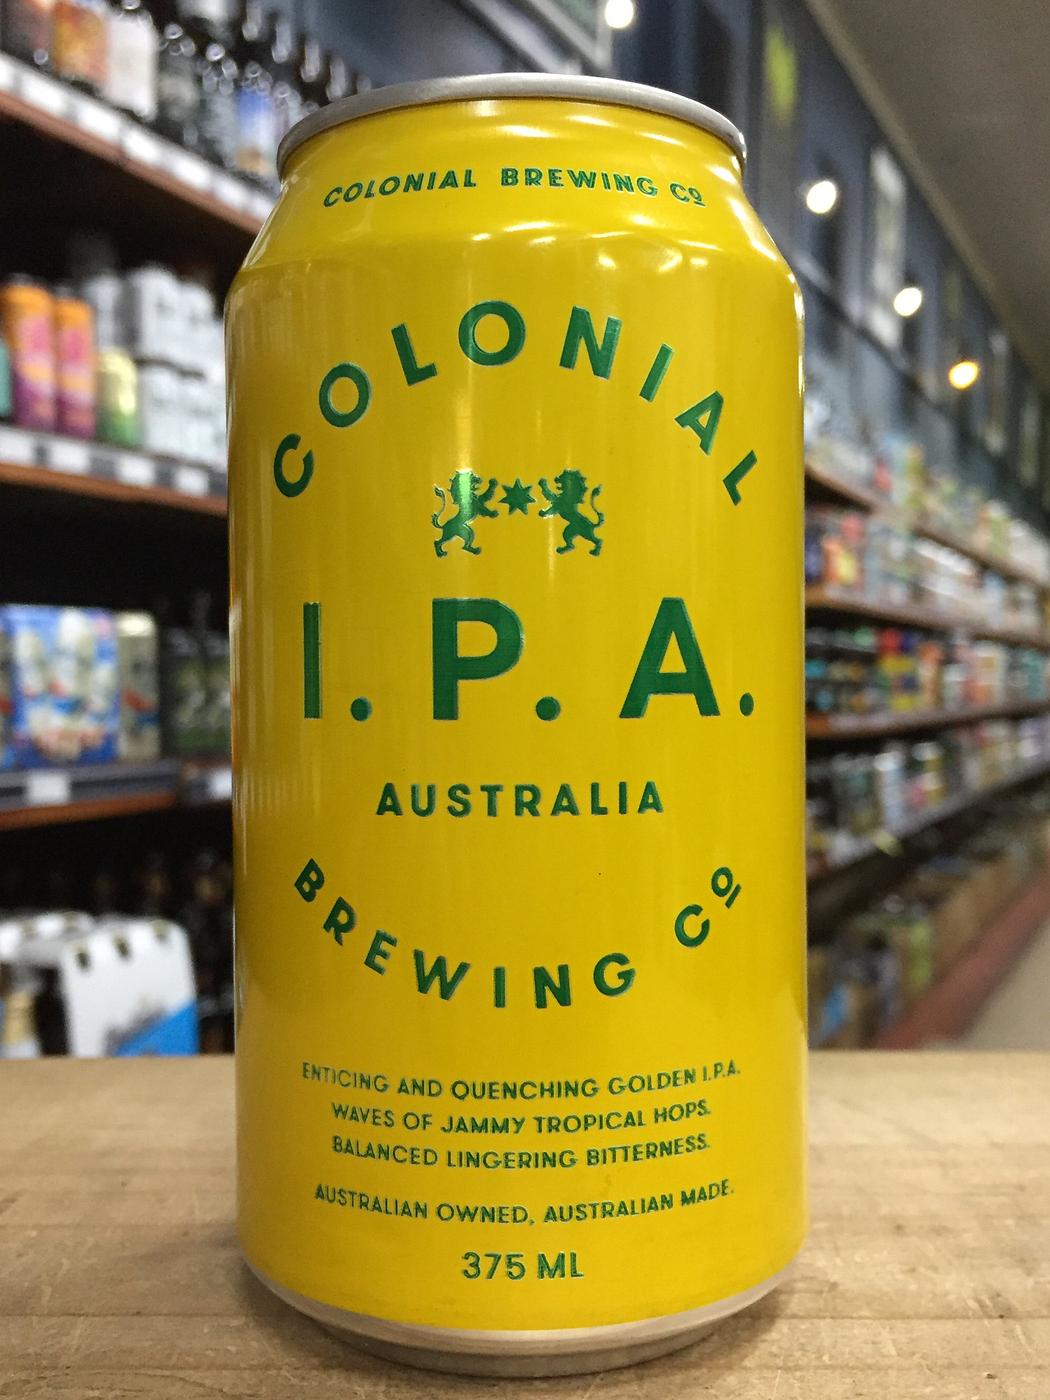 COLONIAL BREWING Cº
COLONIAL
I.P.A.
AUSTRALIA
BREWING Cº
ENTICING AND QUENCHING GOLDEN I.P.A.
WAVES OF JAMMY TROPICAL HOPS.
BALANCED LINGERING BITTERNESS.
AUSTRALIAN OWNED, AUSTRALIAN MADE.
375 ML